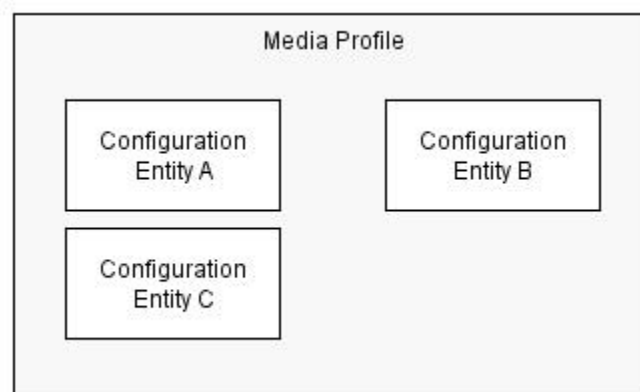 Media Profile
Configuration
Entity A
Configuration
Entity B
Configuration
Entity C